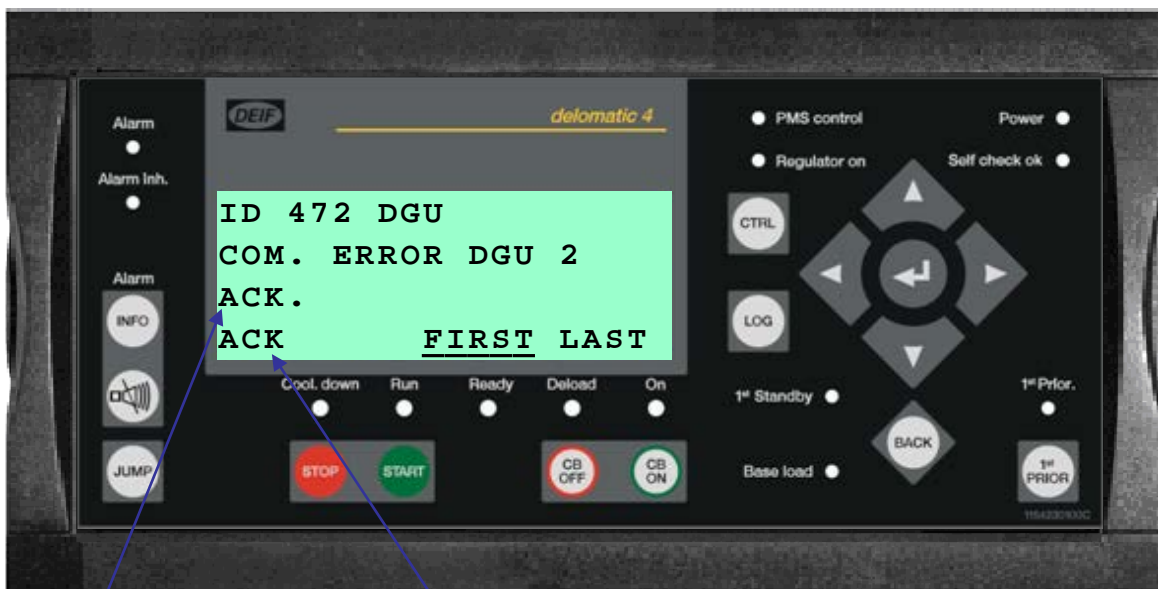 DEIF
delomatic 4
Alarm
Alarm Inh.
PMS control
Power
Regulator on
Self check ok
ID 472 DGU
COM. ERROR DGU 2
ACK.
ACK FIRST LAST
CTRL
Alarm
INFO
LOG
Cool. down Run Ready Deload On
1st Standby
1st Prior.
JUMP
STOP
START
CB OFF
CB ON
BACK
Base load
1st PRIOR